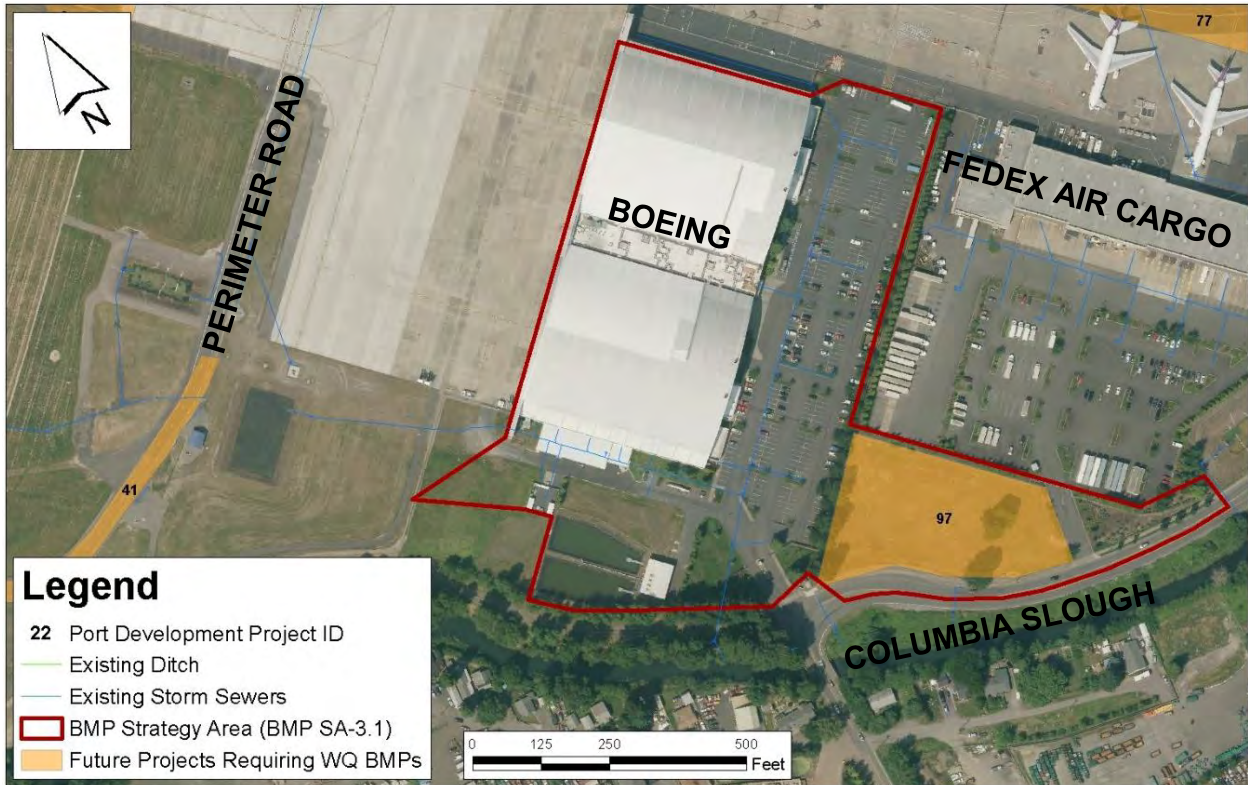 77
N
PERIMETER ROAD
BOEING
FEDEX AIR CARGO
41
97
COLUMBIA SLOUGH
Legend
22 Port Development Project ID
Existing Ditch
Existing Storm Sewers
BMP Strategy Area (BMP SA-3.1)
Future Projects Requiring WQ BMPs
0 125 250 500
Feet